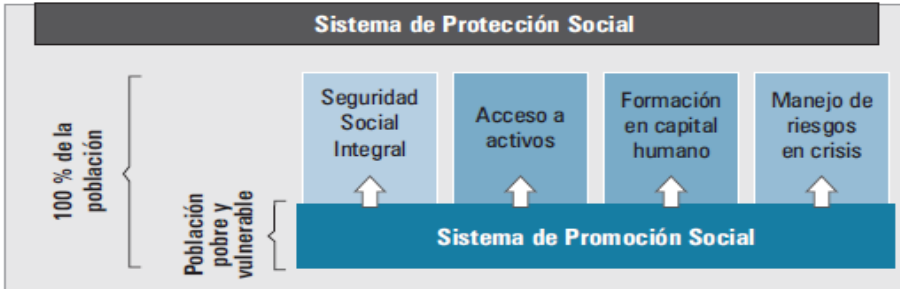 Sistema de Protección Social
100 % de la
población
Población
pobre y
vulnerable
Seguridad
Social
Integral
Acceso a
activos
Formación
en capital
humano
Manejo de
riesgos
en crisis
Sistema de Promoción Social